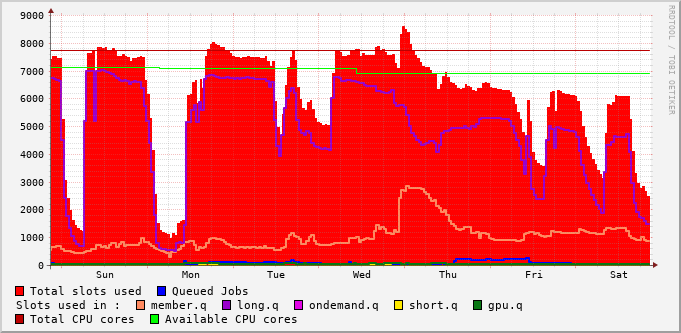 RRDTOOL / TOBI OETIKER
9000
8000
7000
6000
5000
4000
3000
2000
1000
0
Sun Mon Tue Wed Thu Fri Sat
Total slots used Queued Jobs
Slots used in : member.q long.q ondemand.q short.q gpu.q
Total CPU cores Available CPU cores